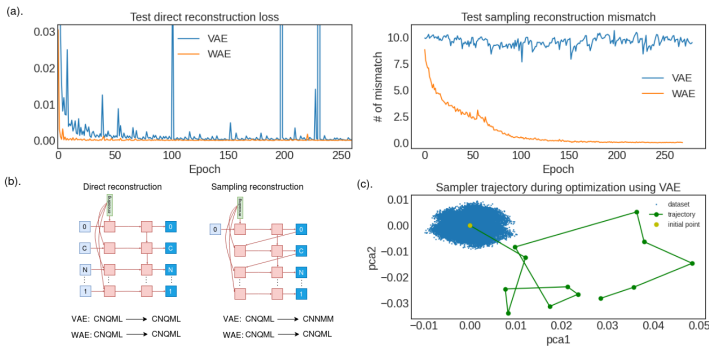 (a).
Test direct reconstruction loss
0.03
0.02
0.01
0.00
0
50
100
150
200
250
Epoch
VAE
WAE
Test sampling reconstruction mismatch
# of mismatch
10.0
7.5
5.0
2.5
0.0
0
50
100
150
200
250
Epoch
VAE
WAE
(b).
Direct reconstruction
0
0
C
C
N
N
t
t
VAE: CNQML
CNQML
WAE: CNQML
CNQML
Sampling reconstruction
0
0
C
N
t
VAE: CNQML
CNNMM
WAE: CNQML
CNQML
(c).
Sampler trajectory during optimization using VAE
pca2
0.01
0.00
−0.01
−0.02
−0.03
−0.01
0.00
0.01
0.02
0.03
0.04
0.05
pca1
dataset
trajectory
initial point